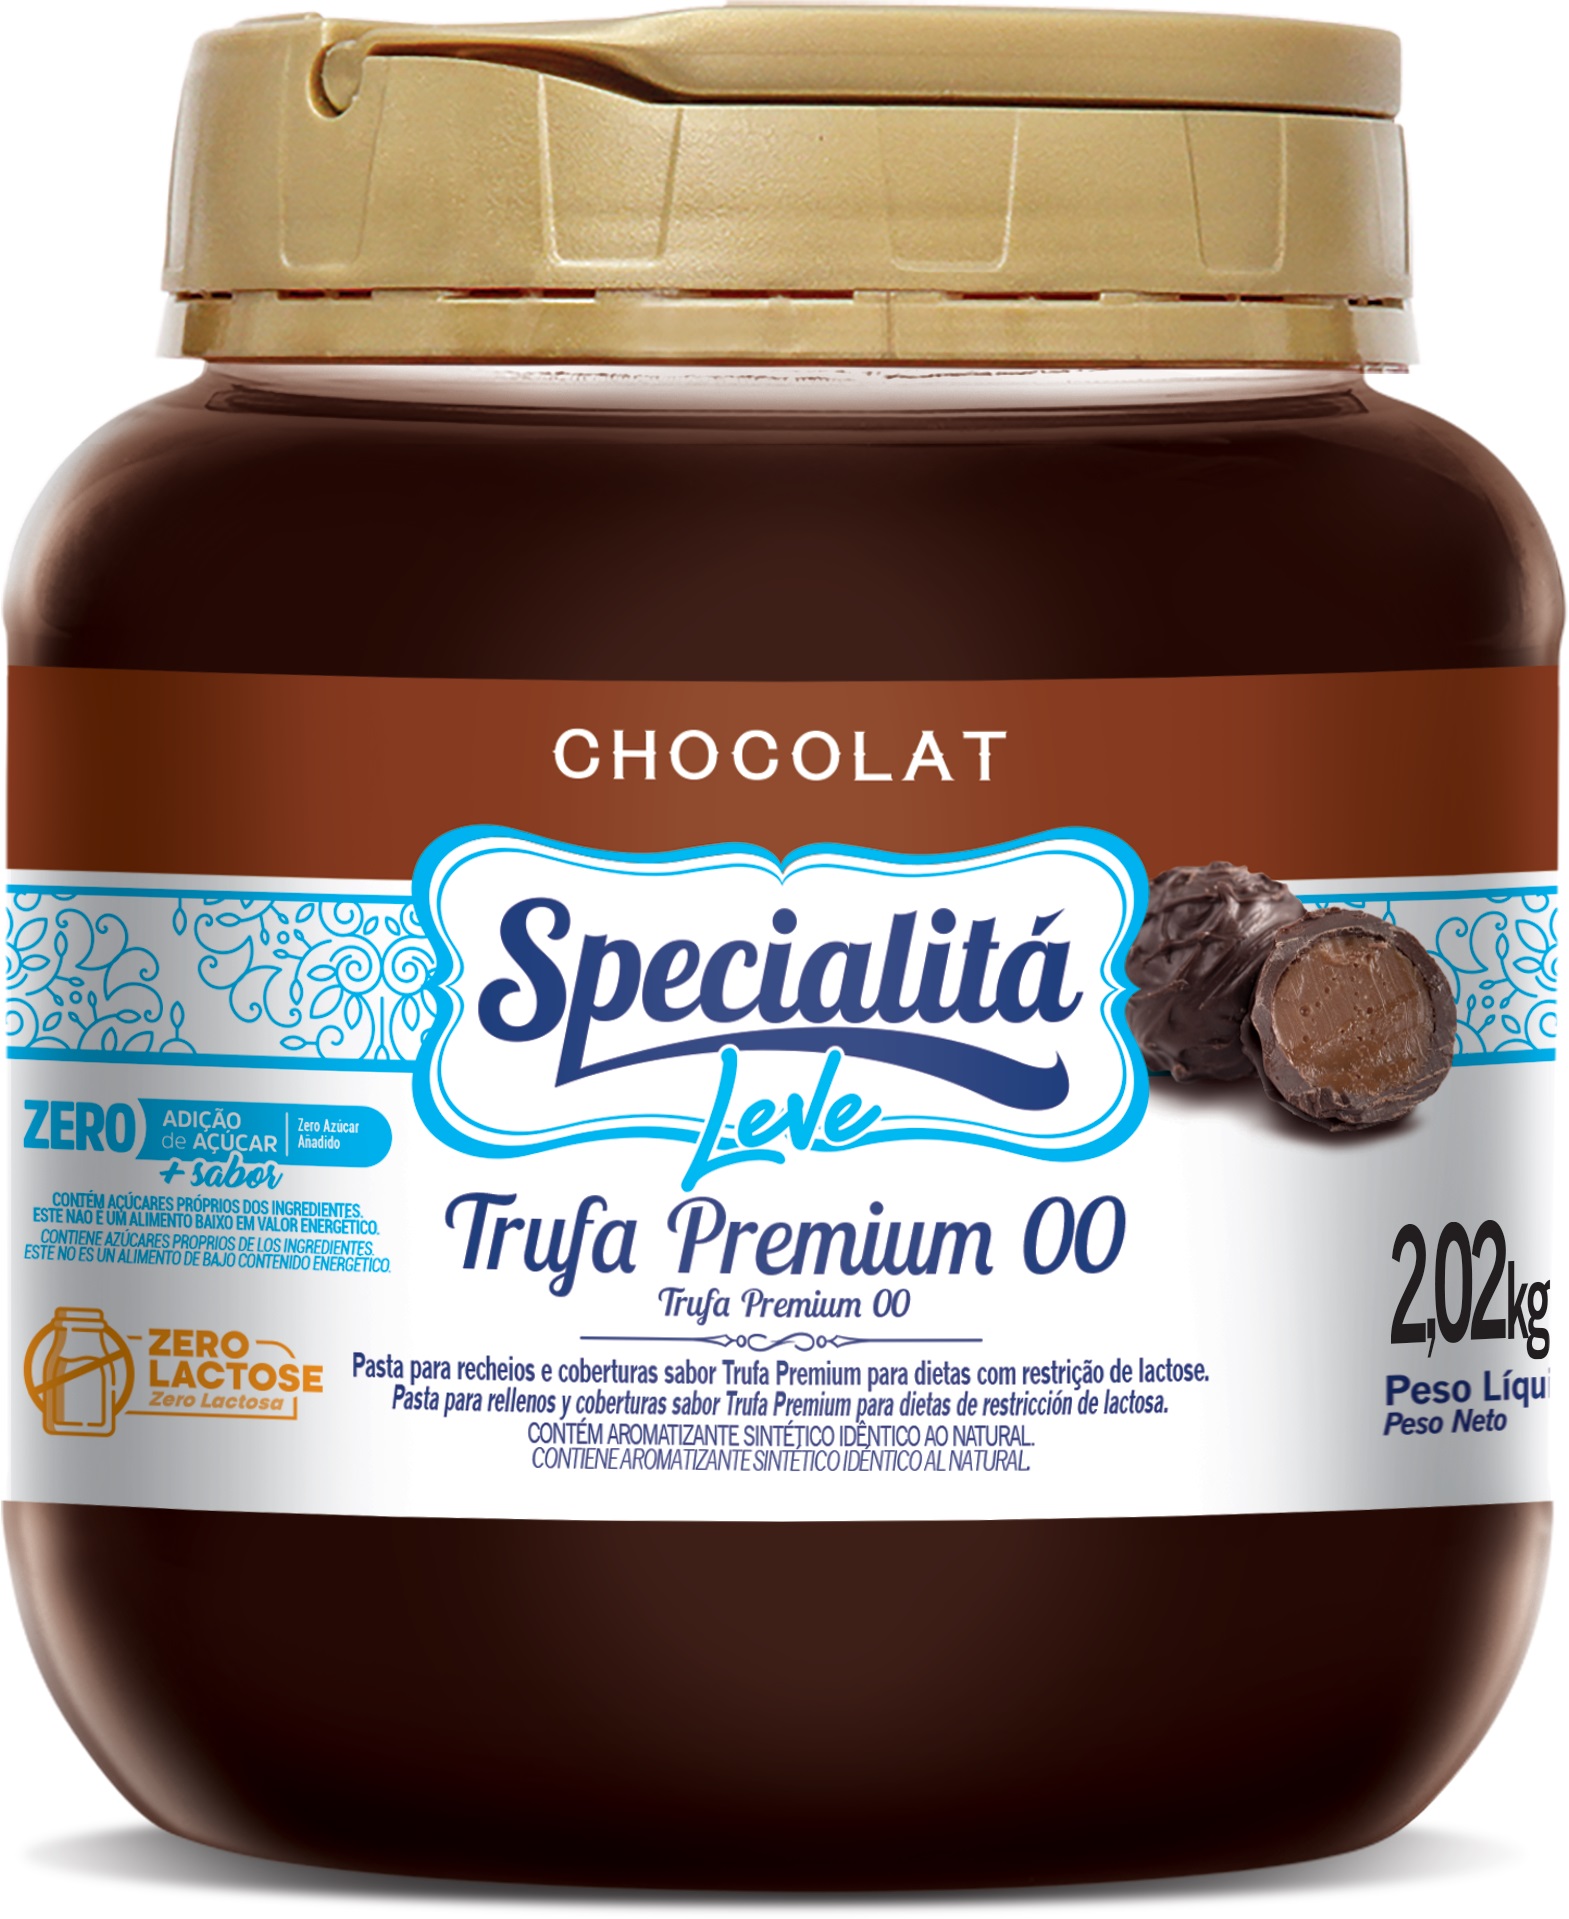 CHOCOLAT
Specialitá
Leve
ZERO
ADIÇÃO
de AÇÚCAR
Zero Azúcar
Añadido
+ sabor
CONTÉM AÇÚCARES PRÓPRIOS DOS INGREDIENTES.
ESTE NÃO É UM ALIMENTO BAIXO EM VALOR ENERGÉTICO.
CONTIENE AZÚCARES PROPRIOS DE LOS INGREDIENTES.
ESTE NO ES UN ALIMENTO DE BAJO CONTENIDO ENERGÉTICO.
Trufa Premium 00
Trufa Premium 00
ZERO
LACTOSE
Zero Lactosa
Pasta para recheios e coberturas sabor Trufa Premium para dietas com restrição de lactose.
Pasta para rellenos y coberturas sabor Trufa Premium para dietas de restricción de lactosa.
CONTÉM AROMATIZANTE SINTÉTICO IDÊNTICO AO NATURAL.
CONTIENE AROMATIZANTE SINTÉTICO IDÉNTICO AL NATURAL.
2,02kg
Peso Líqui
Peso Neto